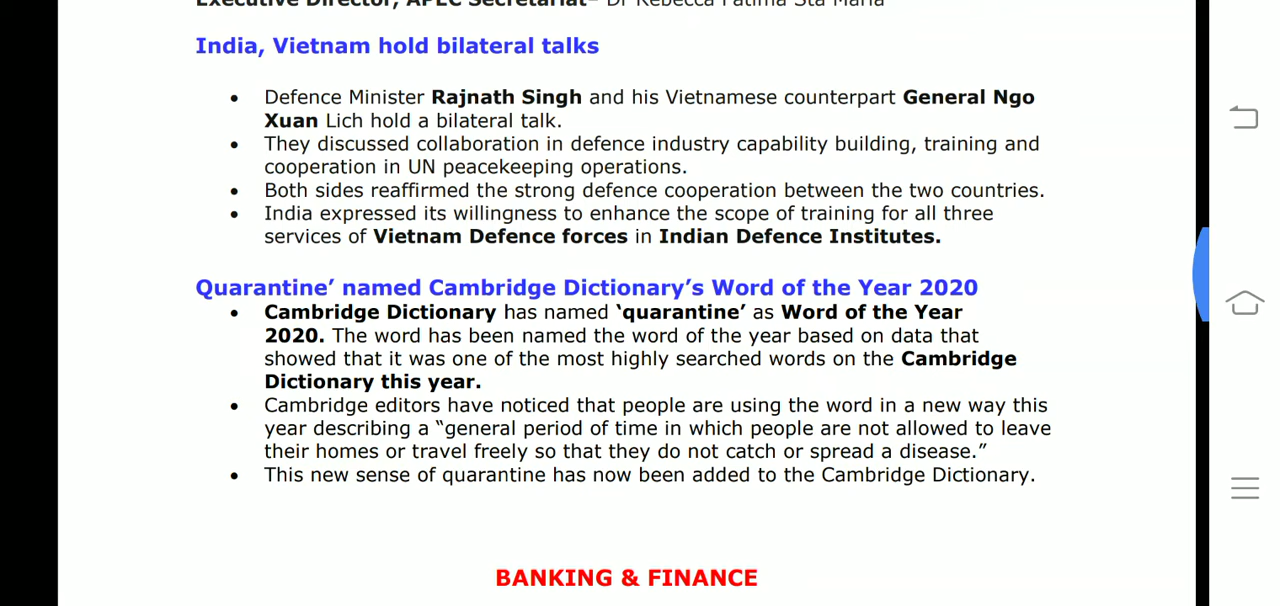 Executive Director, APEC Secretariat– Dr Rebecca Fatima Sta Maria
India, Vietnam hold bilateral talks
• Defence Minister Rajnath Singh and his Vietnamese counterpart General Ngo
Xuan Lich hold a bilateral talk.
• They discussed collaboration in defence industry capability building, training and
cooperation in UN peacekeeping operations.
• Both sides reaffirmed the strong defence cooperation between the two countries.
• India expressed its willingness to enhance the scope of training for all three
services of Vietnam Defence forces in Indian Defence Institutes.
Quarantine’ named Cambridge Dictionary’s Word of the Year 2020
• Cambridge Dictionary has named ‘quarantine’ as Word of the Year
2020. The word has been named the word of the year based on data that
showed that it was one of the most highly searched words on the Cambridge
Dictionary this year.
• Cambridge editors have noticed that people are using the word in a new way this
year describing a “general period of time in which people are not allowed to leave
their homes or travel freely so that they do not catch or spread a disease.”
• This new sense of quarantine has now been added to the Cambridge Dictionary.
BANKING & FINANCE